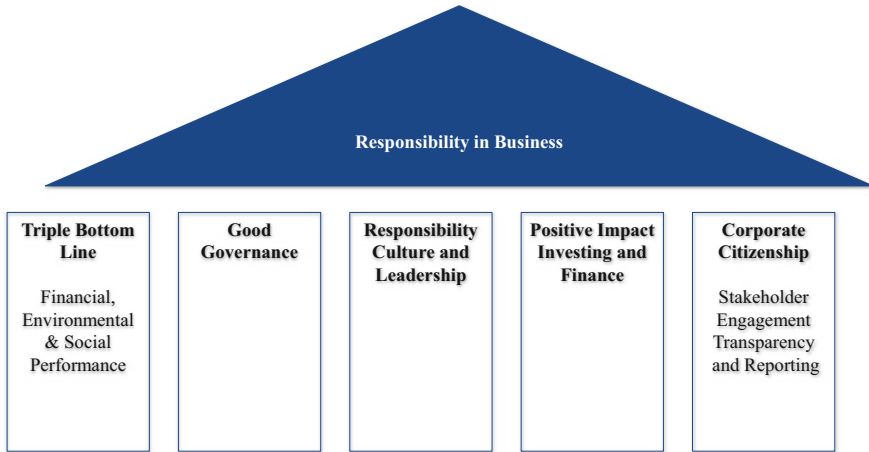 Responsibility in Business
Triple Bottom
Line
Financial,
Environmental
& Social
Performance
Good
Governance
Responsibility
Culture and
Leadership
Positive Impact
Investing and
Finance
Corporate
Citizenship
Stakeholder
Engagement
Transparency
and Reporting